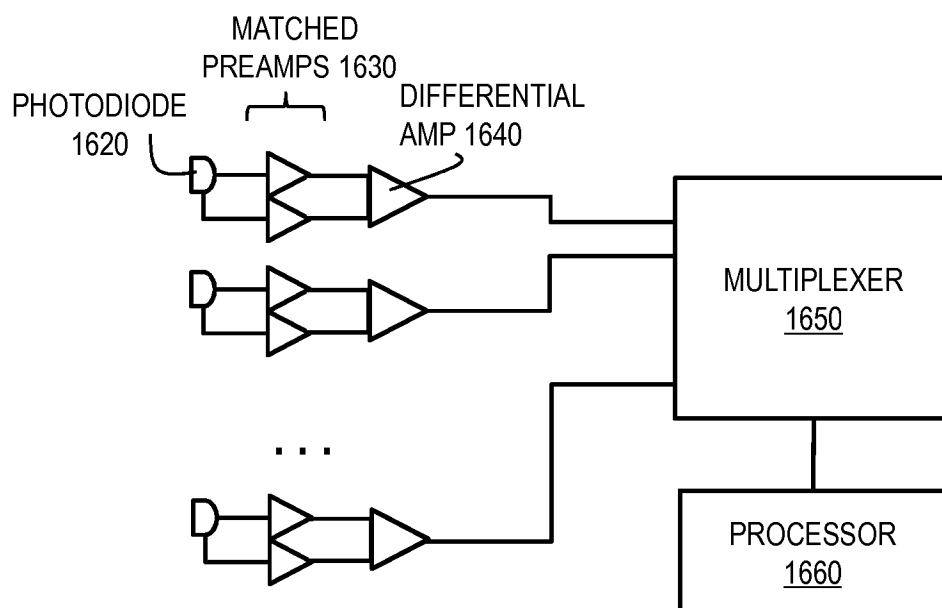 MATCHED
PREAMPS 1630
PHOTODIODE
1620
DIFFERENTIAL
AMP 1640
MULTIPLEXER
1650
. . .
PROCESSOR
1660